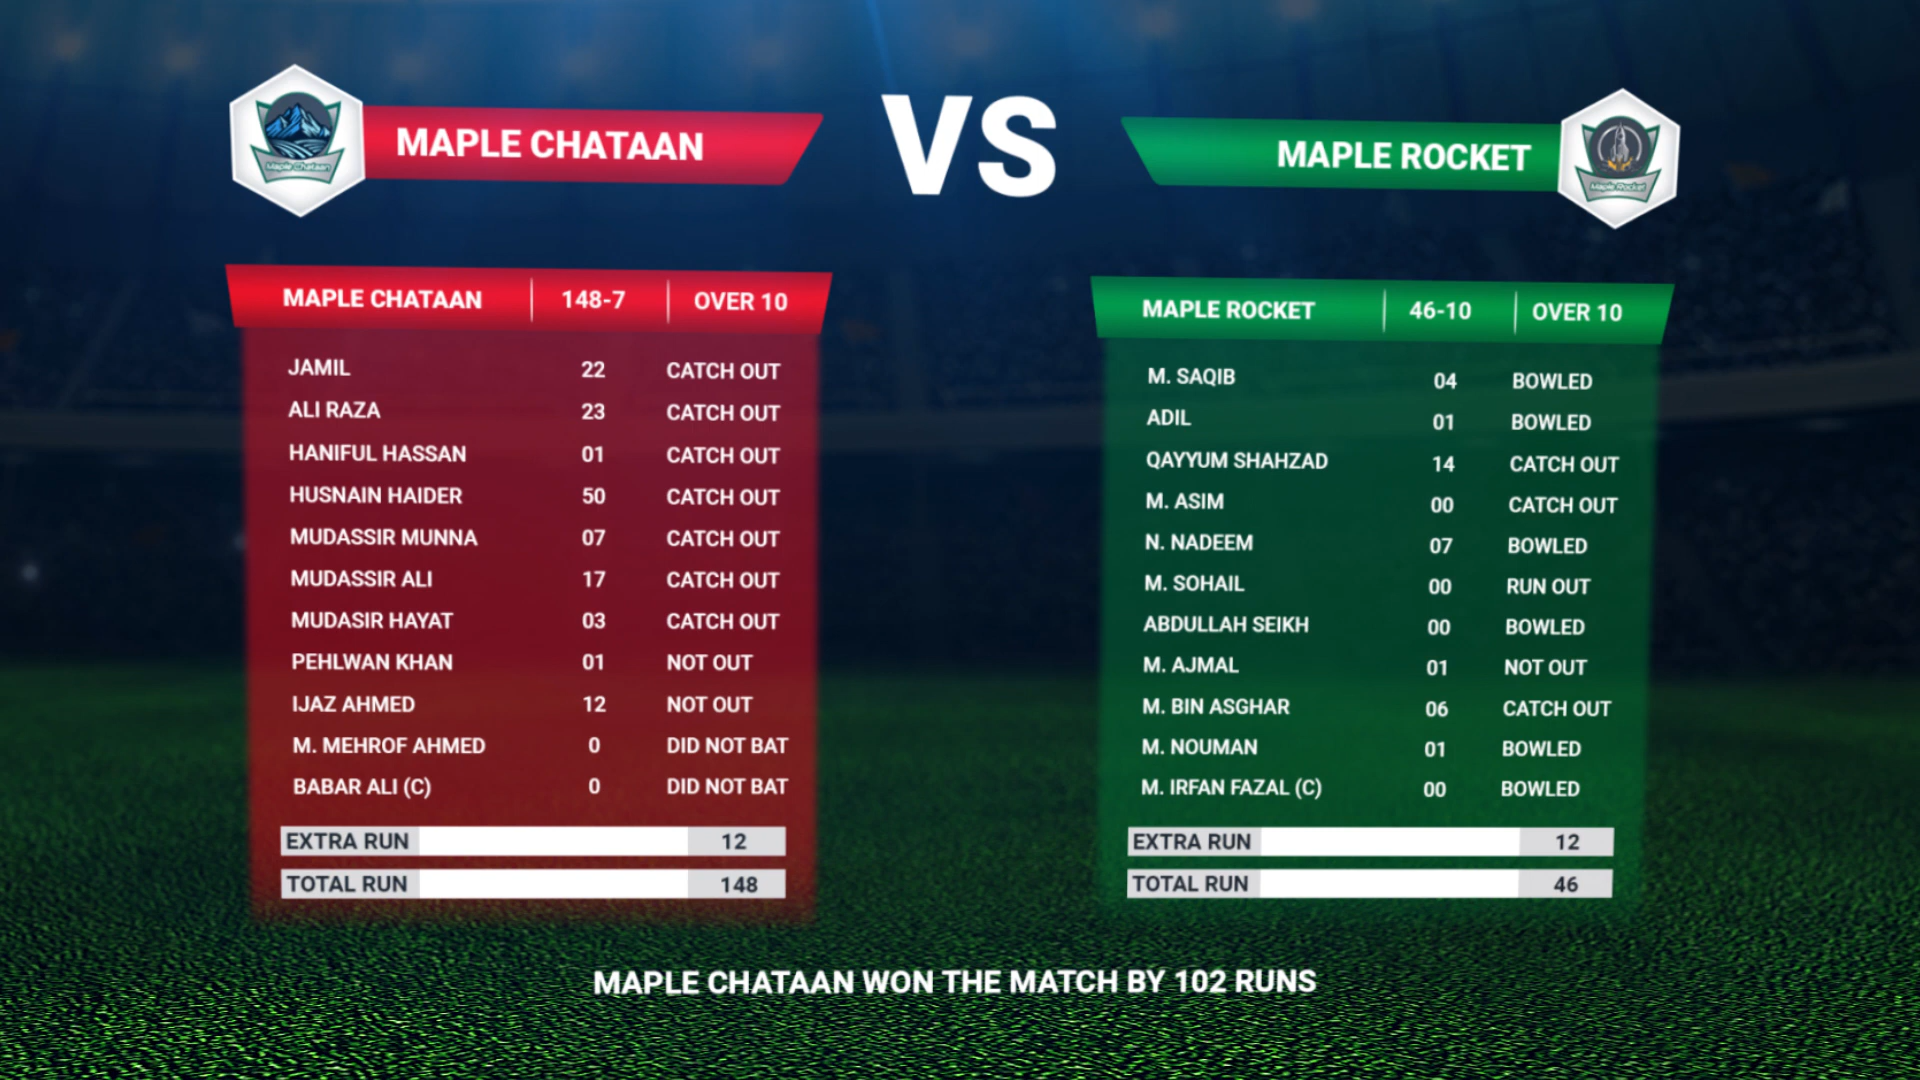 MAPLE CHATAAN VS MAPLE ROCKET
Maple Chataan
Maple Rocket
MAPLE CHATAAN 148-7 OVER 10
JAMIL 22 CATCH OUT
ALI RAZA 23 CATCH OUT
HANIFUL HASSAN 01 CATCH OUT
HUSNAIN HAIDER 50 CATCH OUT
MUDASSIR MUNNA 07 CATCH OUT
MUDASSIR ALI 17 CATCH OUT
MUDASIR HAYAT 03 CATCH OUT
PEHLWAN KHAN 01 NOT OUT
IJAZ AHMED 12 NOT OUT
M. MEHROF AHMED 0 DID NOT BAT
BABAR ALI (C) 0 DID NOT BAT
EXTRA RUN 12
TOTAL RUN 148
MAPLE ROCKET 46-10 OVER 10
M. SAQIB 04 BOWLED
ADIL 01 BOWLED
QAYYUM SHAHZAD 14 CATCH OUT
M. ASIM 00 CATCH OUT
N. NADEEM 07 BOWLED
M. SOHAIL 00 RUN OUT
ABDULLAH SEIKH 00 BOWLED
M. AJMAL 01 NOT OUT
M. BIN ASGHAR 06 CATCH OUT
M. NOUMAN 01 BOWLED
M. IRFAN FAZAL (C) 00 BOWLED
EXTRA RUN 12
TOTAL RUN 46
MAPLE CHATAAN WON THE MATCH BY 102 RUNS